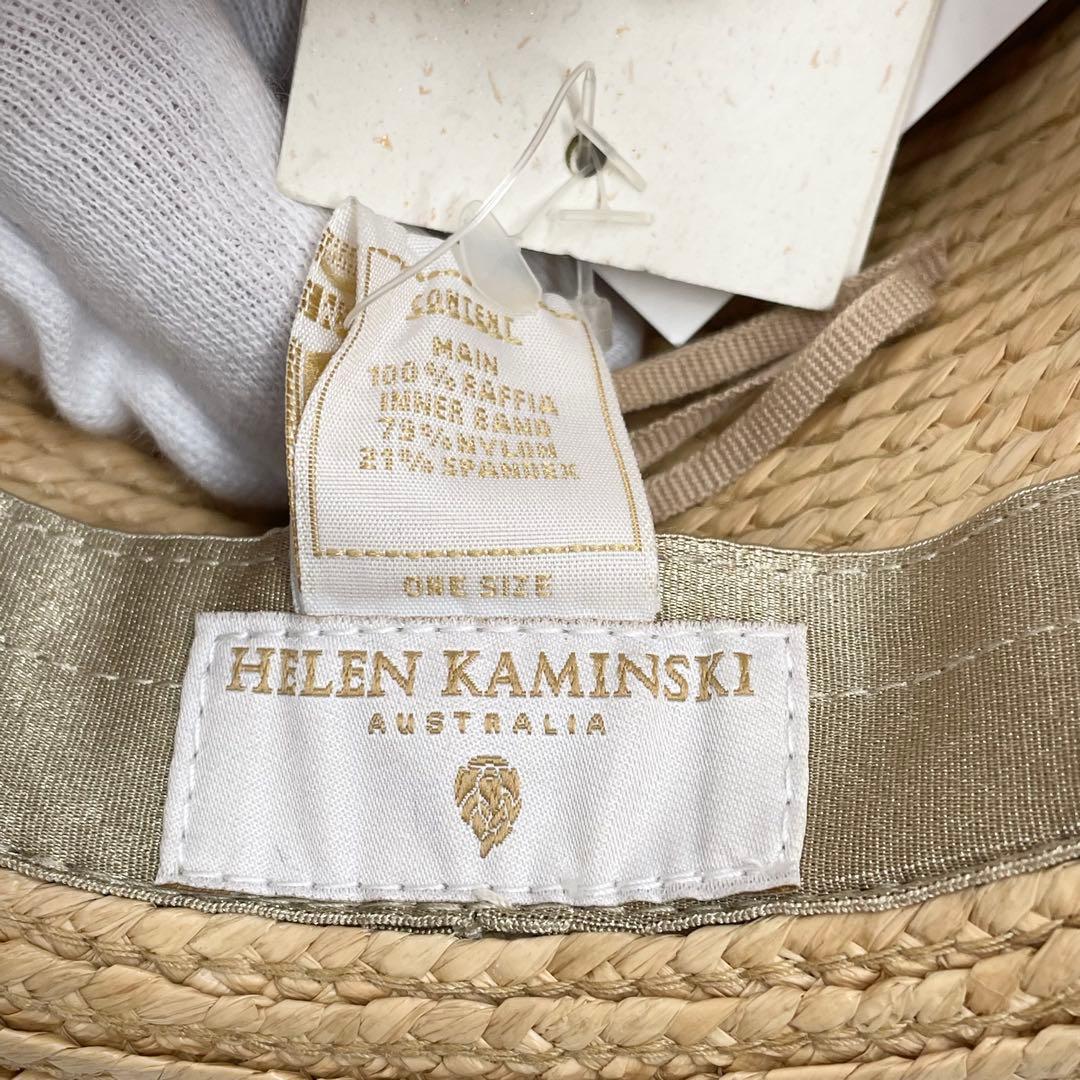 CONTENT
MAIN
100% RAFFIA
INNER BAND
79% NYLON
21% SPANDEX
ONE SIZE
HELEN KAMINSKI
AUSTRALIA